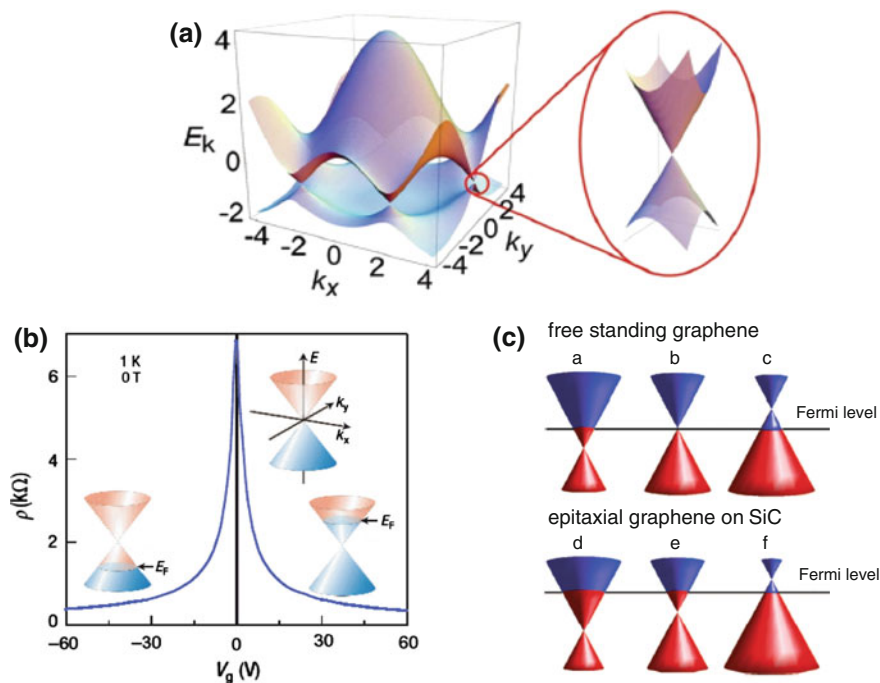 (a)
4
2
E_k
0
-2
-4
-2
0
2
4
k_x
4
2
0
-2
-4
k_y
(b)
1 K
0 T
6
4
2
0
ρ (kΩ)
E
k_y
k_x
E_F
E_F
–60
–30
0
30
60
V_g (V)
(c)
free standing graphene
a b c
Fermi level
epitaxial graphene on SiC
d e f
Fermi level